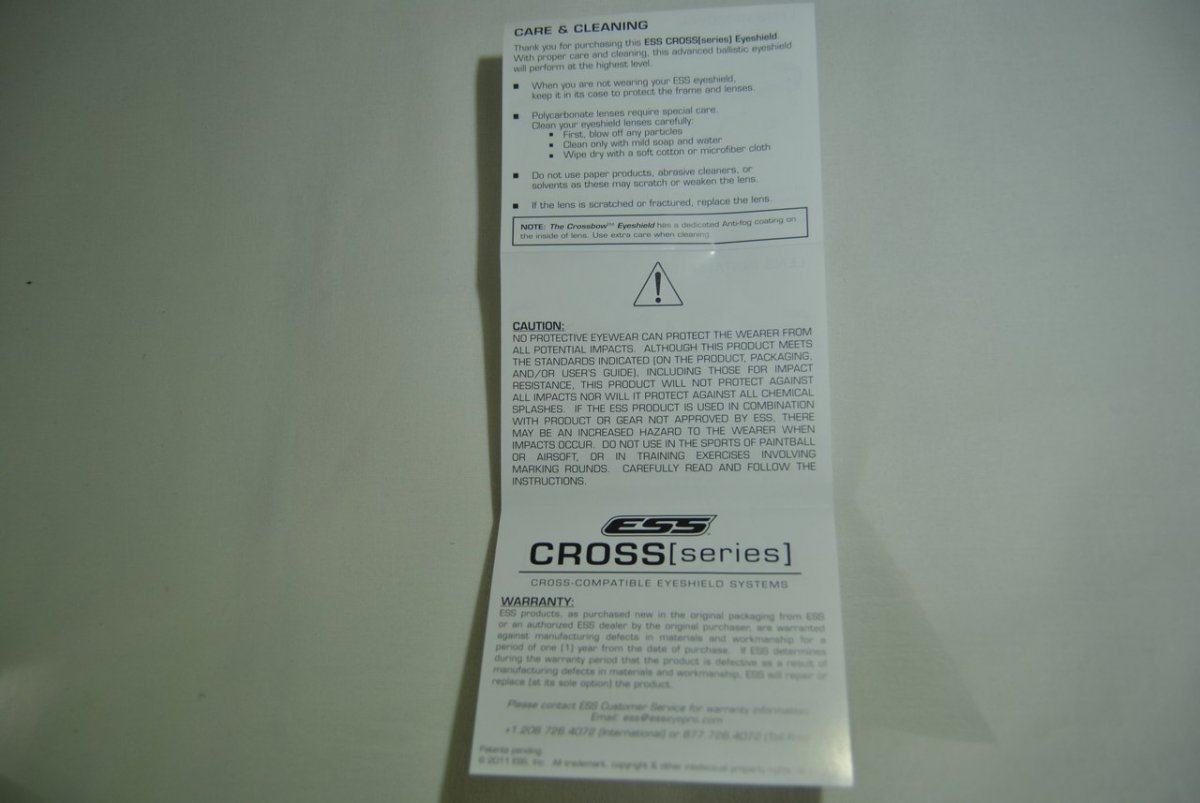 CARE & CLEANING
Thank you for purchasing this ESS CROSS[series] Eyeshield.
With proper care and cleaning, this advanced ballistic eyeshield
will perform at the highest level.
▪ When you are not wearing your ESS eyeshield,
keep it in its case to protect the frame and lenses.
▪ Polycarbonate lenses require special care.
Clean your eyeshield lenses carefully:
▪ First, blow off any particles
▪ Clean only with mild soap and water
▪ Wipe dry with a soft cotton or microfiber cloth
▪ Do not use paper products, abrasive cleaners, or
solvents as these may scratch or weaken the lens.
▪ If the lens is scratched or fractured, replace the lens.
NOTE: The Crossbow™ Eyeshield has a dedicated Anti-fog coating on
the inside of lens. Use extra care when cleaning.
CAUTION:
NO PROTECTIVE EYEWEAR CAN PROTECT THE WEARER FROM
ALL POTENTIAL IMPACTS. ALTHOUGH THIS PRODUCT MEETS
THE STANDARDS INDICATED (ON THE PRODUCT, PACKAGING,
AND/OR USER'S GUIDE), INCLUDING THOSE FOR IMPACT
RESISTANCE, THIS PRODUCT WILL NOT PROTECT AGAINST
ALL IMPACTS NOR WILL IT PROTECT AGAINST ALL CHEMICAL
SPLASHES. IF THE ESS PRODUCT IS USED IN COMBINATION
WITH PRODUCT OR GEAR NOT APPROVED BY ESS, THERE
MAY BE AN INCREASED HAZARD TO THE WEARER WHEN
IMPACTS OCCUR. DO NOT USE IN THE SPORTS OF PAINTBALL
OR AIRSOFT, OR IN TRAINING EXERCISES INVOLVING
MARKING ROUNDS. CAREFULLY READ AND FOLLOW THE
INSTRUCTIONS.
ESS
CROSS[series]
CROSS-COMPATIBLE EYESHIELD SYSTEMS
WARRANTY:
ESS products, as purchased new in the original packaging from ESS
or an authorized ESS dealer by the original purchaser, are warranted
against manufacturing defects in materials and workmanship for a
period of one (1) year from the date of purchase. If ESS determines
during the warranty period that the product is defective as a result of
manufacturing defects in materials and workmanship, ESS will repair or
replace (at its sole option) the product.
Please contact ESS Customer Service for warranty information.
Email: ess@esseyepro.com
+1.208.726.4072 (International) or 877.726.4072 (Toll
Patents pending.
© 2011 ESS, Inc. All trademark, copyright & other intellectual property rights